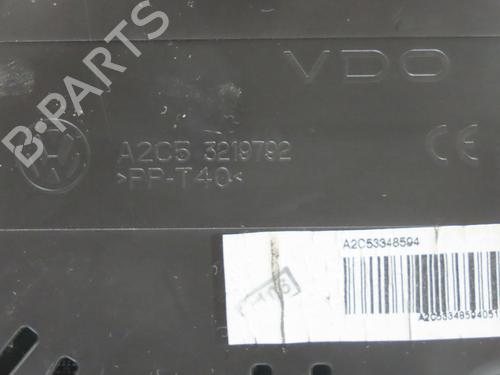 VDO
B-PARTS
A2C5 3219792
CE
>PP-T40<
A2C53348594
A2C53348594051